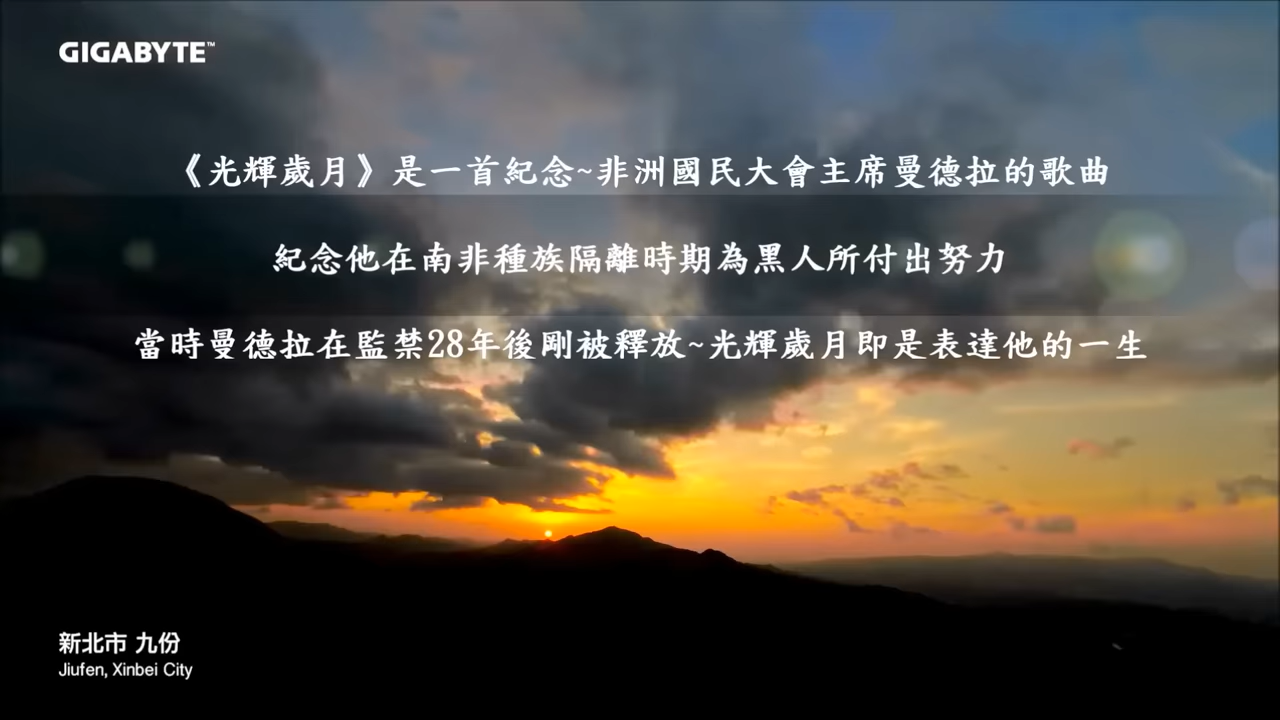 GIGABYTE™
《光輝歲月》是一首紀念~非洲國民大會主席曼德拉的歌曲
紀念他在南非種族隔離時期為黑人所付出努力
當時曼德拉在監禁28年後剛被釋放~光輝歲月即是表達他的一生
新北市 九份
Jiufen, Xinbei City